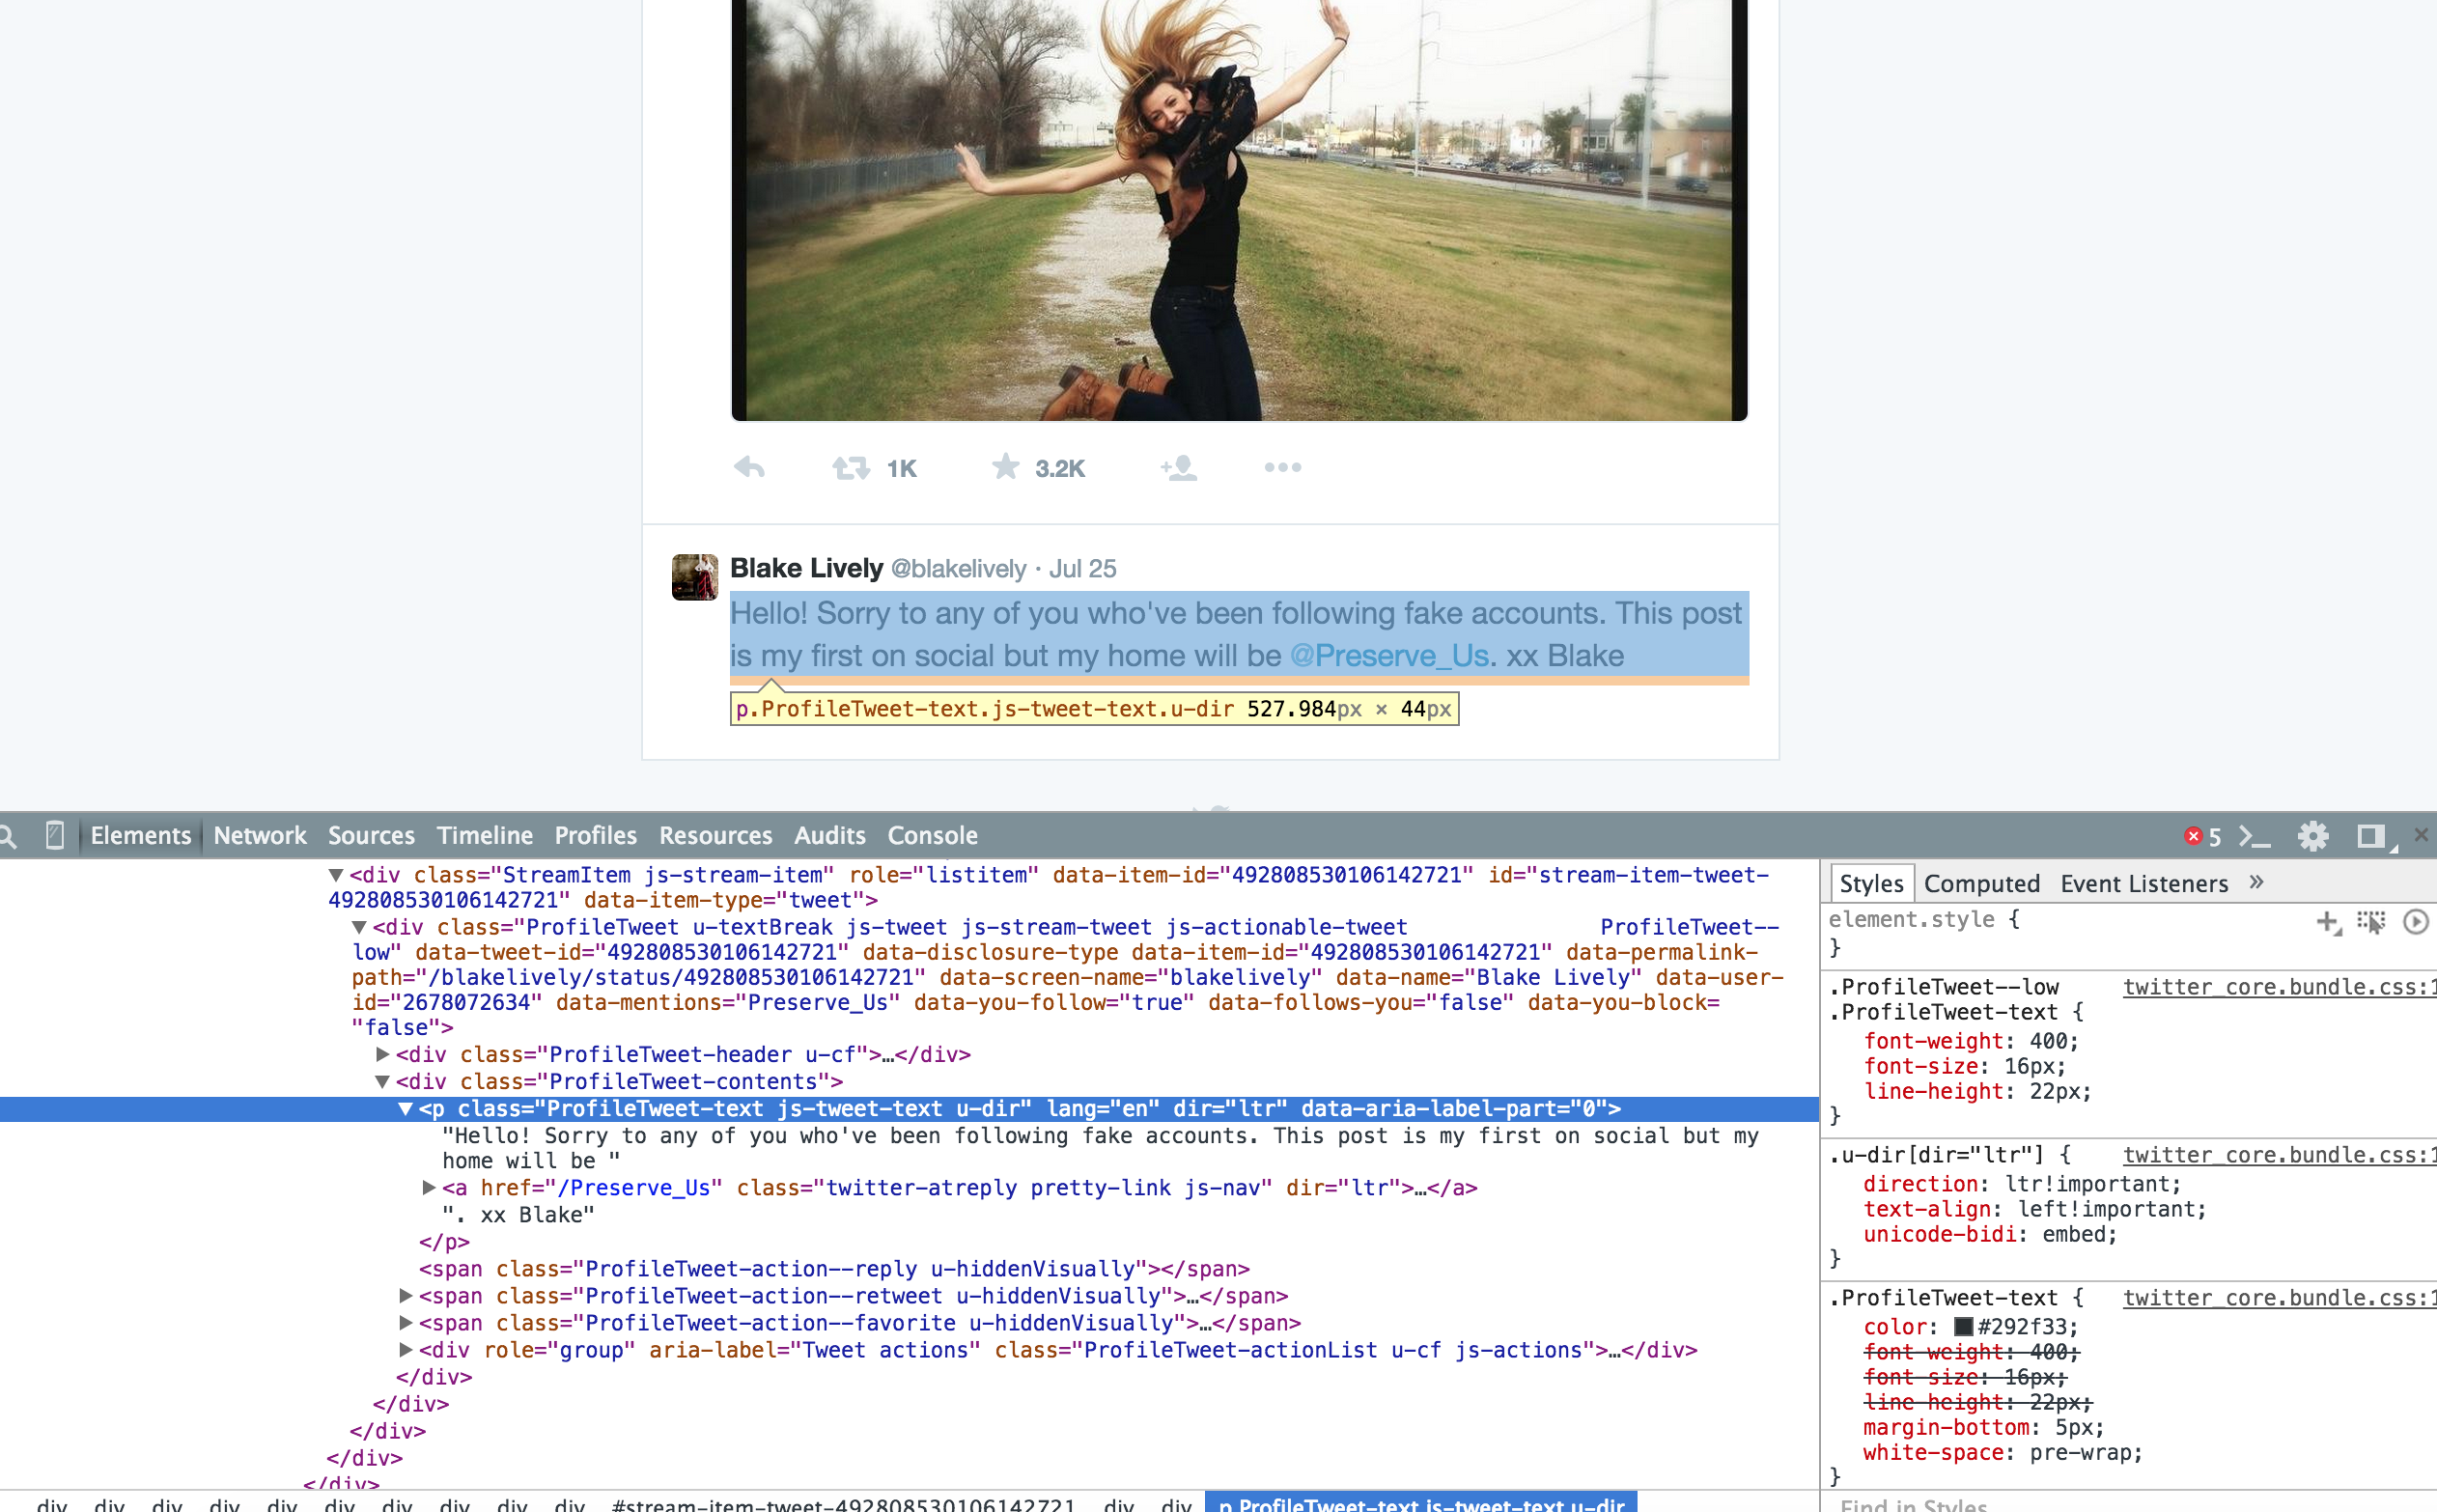 1K 3.2K
Blake Lively @blakelively · Jul 25
Hello! Sorry to any of you who've been following fake accounts. This post
is my first on social but my home will be @Preserve_Us. xx Blake
p.ProfileTweet-text.js-tweet-text.u-dir 527.984px × 44px
Elements Network Sources Timeline Profiles Resources Audits Console 5
<div class="StreamItem js-stream-item" role="listitem" data-item-id="492808530106142721" id="stream-item-tweet-
492808530106142721" data-item-type="tweet">
<div class="ProfileTweet u-textBreak js-tweet js-stream-tweet js-actionable-tweet ProfileTweet--
low" data-tweet-id="492808530106142721" data-disclosure-type data-item-id="492808530106142721" data-permalink-
path="/blakelively/status/492808530106142721" data-screen-name="blakelively" data-name="Blake Lively" data-user-
id="2678072634" data-mentions="Preserve_Us" data-you-follow="true" data-follows-you="false" data-you-block=
"false">
<div class="ProfileTweet-header u-cf">…</div>
<div class="ProfileTweet-contents">
<p class="ProfileTweet-text js-tweet-text u-dir" lang="en" dir="ltr" data-aria-label-part="0">
"Hello! Sorry to any of you who've been following fake accounts. This post is my first on social but my
home will be "
<a href="/Preserve_Us" class="twitter-atreply pretty-link js-nav" dir="ltr">…</a>
". xx Blake"
</p>
<span class="ProfileTweet-action--reply u-hiddenVisually"></span>
<span class="ProfileTweet-action--retweet u-hiddenVisually">…</span>
<span class="ProfileTweet-action--favorite u-hiddenVisually">…</span>
<div role="group" aria-label="Tweet actions" class="ProfileTweet-actionList u-cf js-actions">…</div>
</div>
</div>
</div>
</div>
</div>
div div div div div div div div div div #stream-item-tweet-492808530106142721 div div p.ProfileTweet-text.js-tweet-text.u-dir
Styles Computed Event Listeners »
element.style {
}
.ProfileTweet--low twitter_core.bundle.css:1
.ProfileTweet-text {
font-weight: 400;
font-size: 16px;
line-height: 22px;
}
.u-dir[dir="ltr"] { twitter_core.bundle.css:1
direction: ltr!important;
text-align: left!important;
unicode-bidi: embed;
}
.ProfileTweet-text { twitter_core.bundle.css:1
color: #292f33;
font-weight: 400;
font-size: 16px;
line-height: 22px;
margin-bottom: 5px;
white-space: pre-wrap;
}
Find in Styles